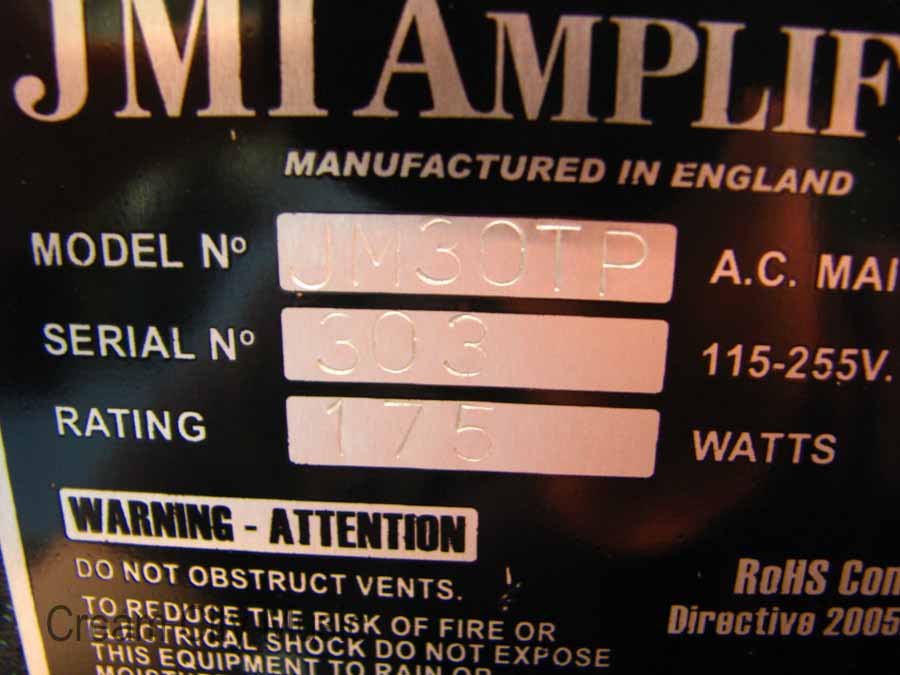 JMI AMPLIF
MANUFACTURED IN ENGLAND
MODEL Nº JM30TP A.C. MAI
SERIAL Nº 303 115-255V.
RATING 175 WATTS
WARNING - ATTENTION
DO NOT OBSTRUCT VENTS.
TO REDUCE THE RISK OF FIRE OR
ELECTRICAL SHOCK DO NOT EXPOSE
THIS EQUIPMENT TO RAIN OR
RoHS Con
Directive 2005